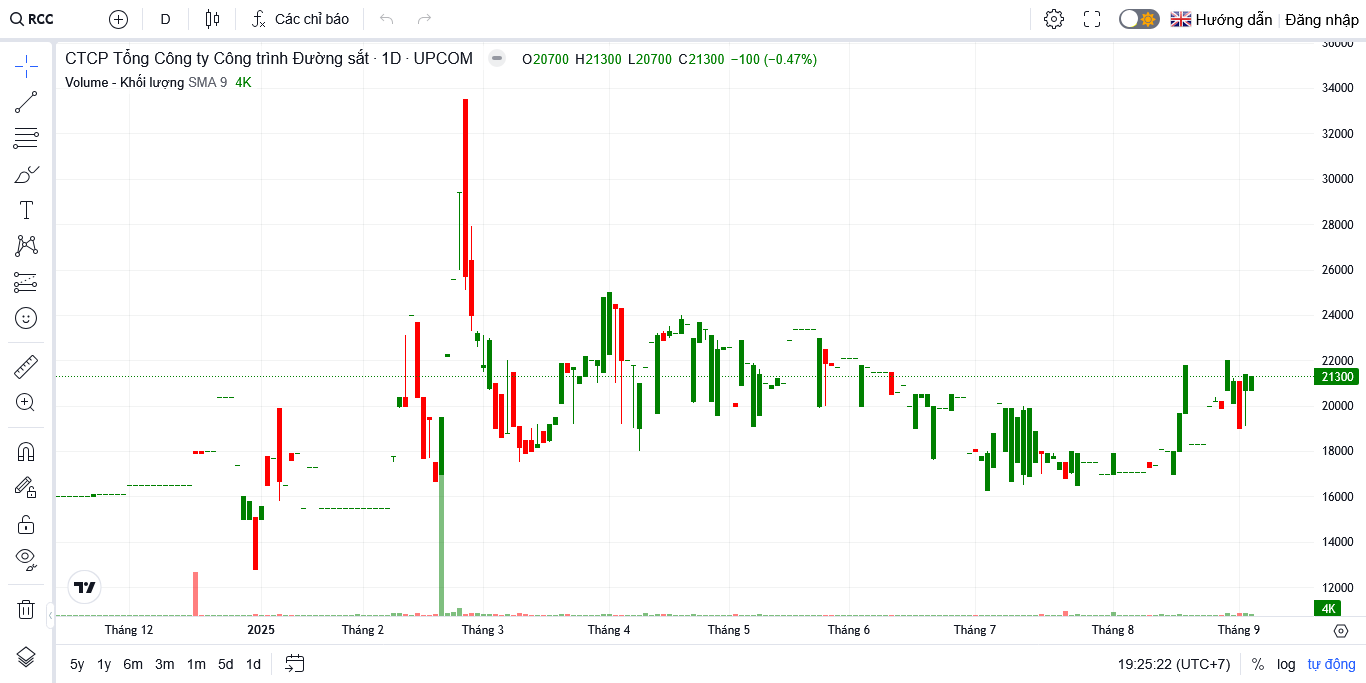 RCC D Các chỉ báo Hướng dẫn Đăng nhập
CTCP Tổng Công ty Công trình Đường sắt · 1D · UPCOM O20700 H21300 L20700 C21300 −100 (−0.47%)
Volume - Khối lượng SMA 9 4K
36000
34000
32000
30000
28000
26000
24000
22000
21300
20000
18000
16000
14000
12000
4K
Tháng 12 2025 Tháng 2 Tháng 3 Tháng 4 Tháng 5 Tháng 6 Tháng 7 Tháng 8 Tháng 9
5y 1y 6m 3m 1m 5d 1d 19:25:22 (UTC+7) % log tự động